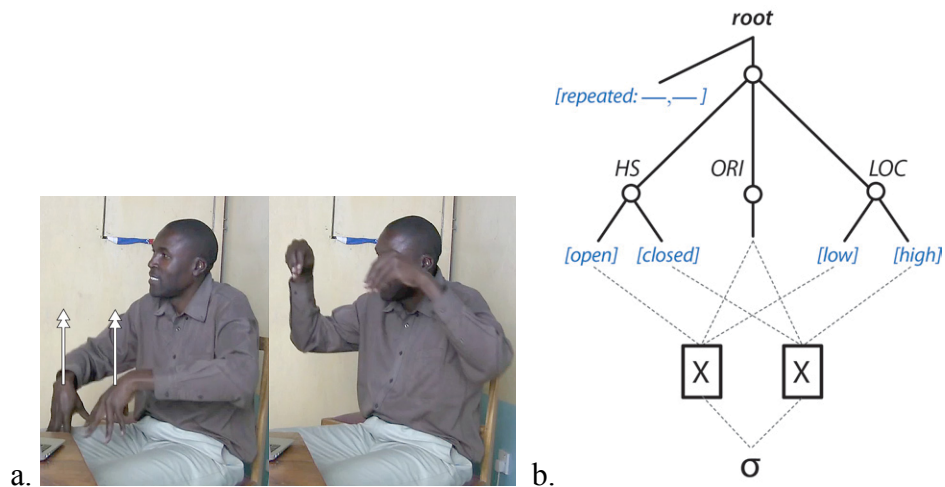 root
[repeated: —,— ]
HS ORI LOC
[open] [closed] [low] [high]
X X
a. b. σ